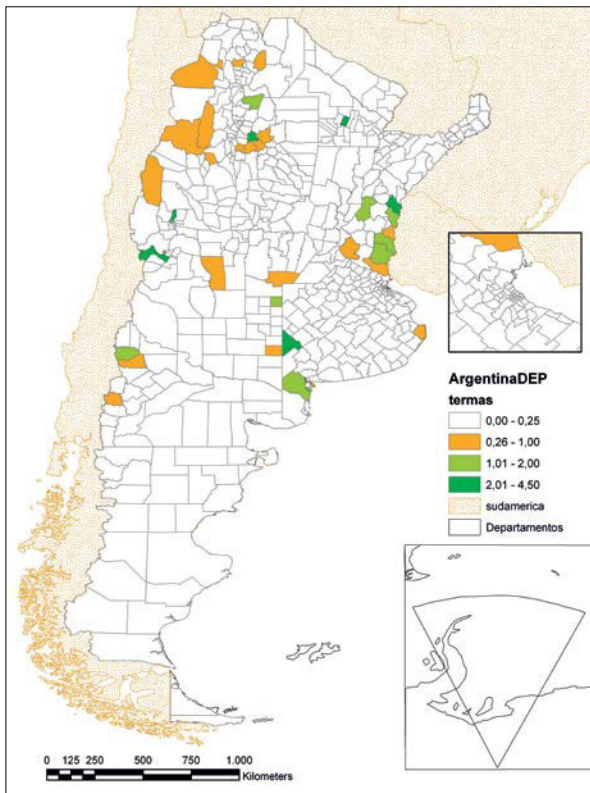 ArgentinaDEP
termas
0,00 - 0,25
0,26 - 1,00
1,01 - 2,00
2,01 - 4,50
sudamerica
Departamentos
0 125 250 500 750 1.000
Kilometers